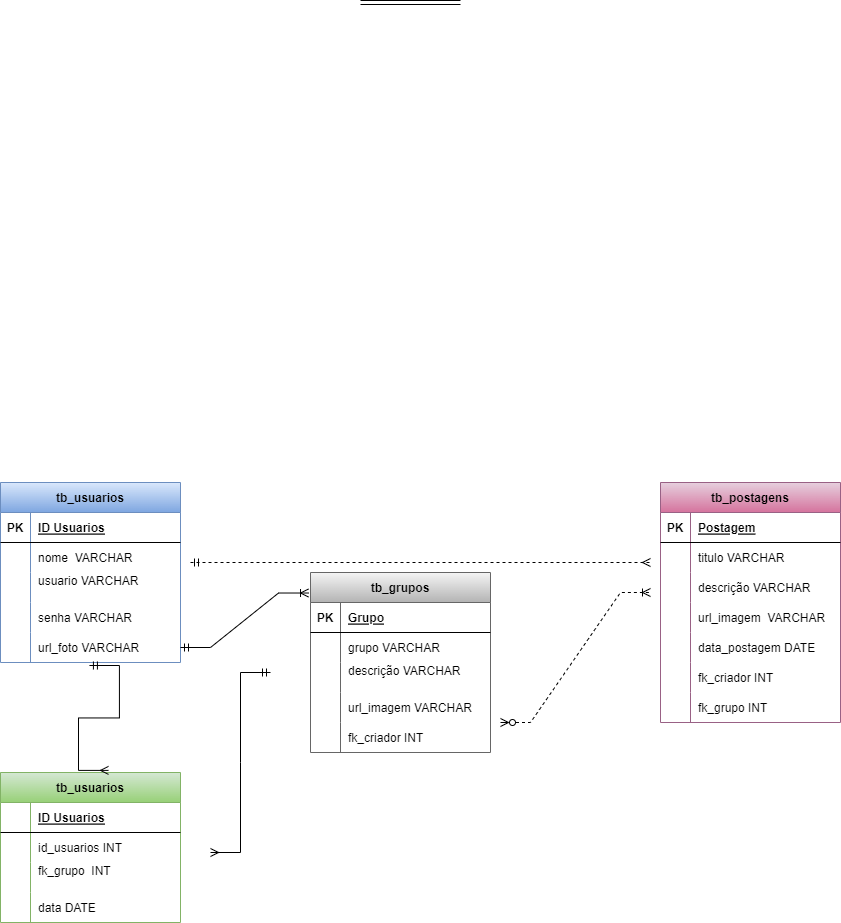 tb_usuarios
PK ID Usuarios
nome VARCHAR
usuario VARCHAR
senha VARCHAR
url_foto VARCHAR
tb_grupos
PK Grupo
grupo VARCHAR
descrição VARCHAR
url_imagem VARCHAR
fk_criador INT
tb_postagens
PK Postagem
titulo VARCHAR
descrição VARCHAR
url_imagem VARCHAR
data_postagem DATE
fk_criador INT
fk_grupo INT
tb_usuarios
ID Usuarios
id_usuarios INT
fk_grupo INT
data DATE